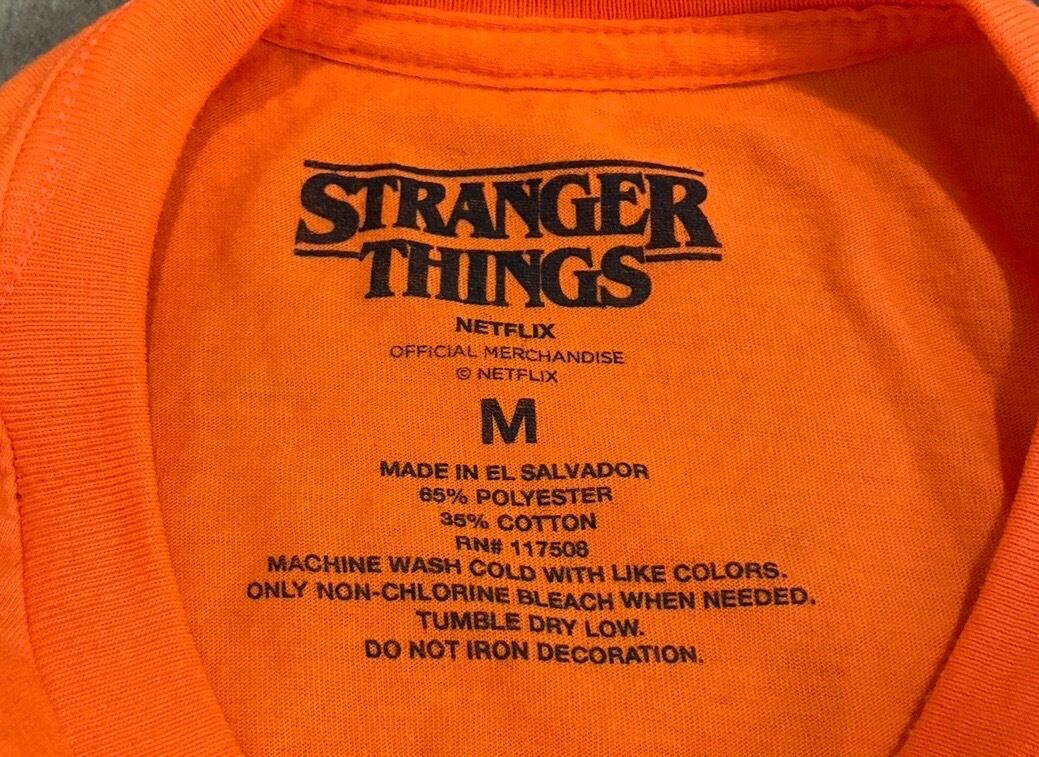 STRANGER
THINGS
NETFLIX
OFFICIAL MERCHANDISE
© NETFLIX
M
MADE IN EL SALVADOR
65% POLYESTER
35% COTTON
RN# 117508
MACHINE WASH COLD WITH LIKE COLORS.
ONLY NON-CHLORINE BLEACH WHEN NEEDED.
TUMBLE DRY LOW.
DO NOT IRON DECORATION.